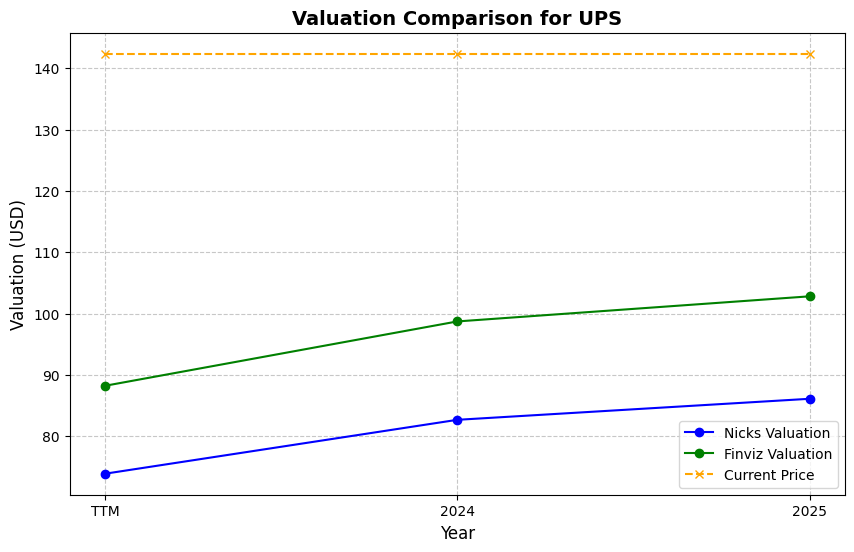 Valuation Comparison for UPS
Valuation (USD)
140
130
120
110
100
90
80
TTM
2024
2025
Year
Nicks Valuation
Finviz Valuation
Current Price